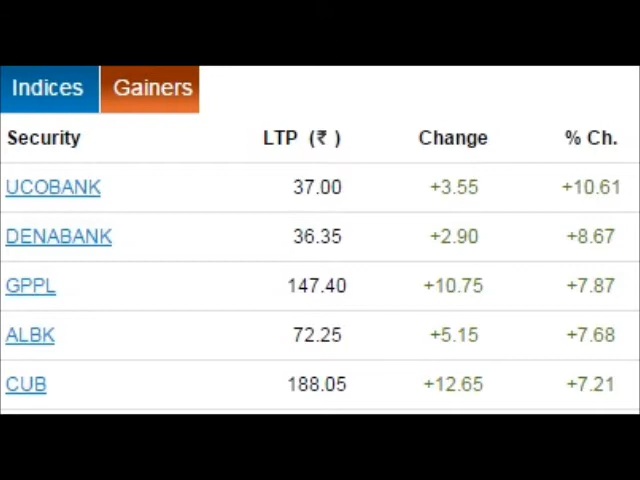 Indices Gainers
Security LTP (₹ ) Change % Ch.
UCOBANK 37.00 +3.55 +10.61
DENABANK 36.35 +2.90 +8.67
GPPL 147.40 +10.75 +7.87
ALBK 72.25 +5.15 +7.68
CUB 188.05 +12.65 +7.21